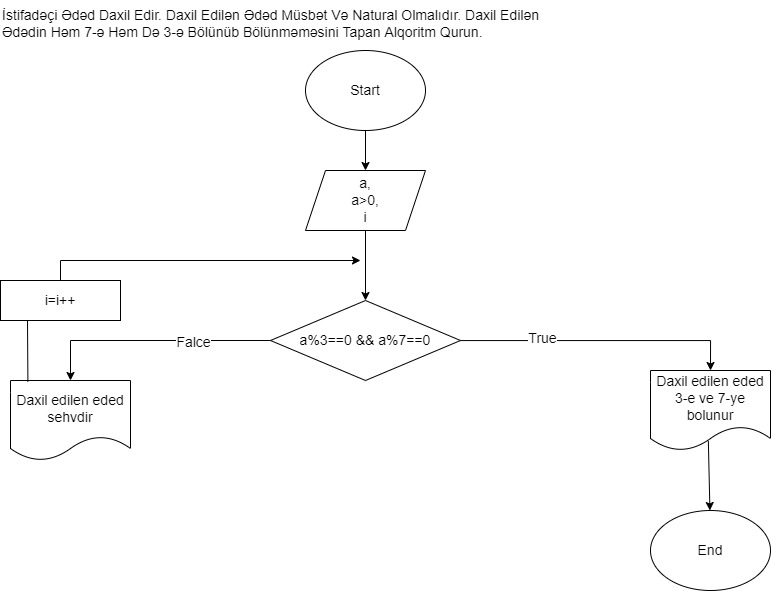 İstifadəçi Ədəd Daxil Edir. Daxil Edilən Ədəd Müsbət Və Natural Olmalıdır. Daxil Edilən
Ədədin Həm 7-ə Həm Də 3-ə Bölünüb Bölünməməsini Tapan Alqoritm Qurun.
Start
a,
a>0,
i
i=i++
Falce
a%3==0 && a%7==0
True
Daxil edilen eded
sehvdir
Daxil edilen eded
3-e ve 7-ye
bolunur
End